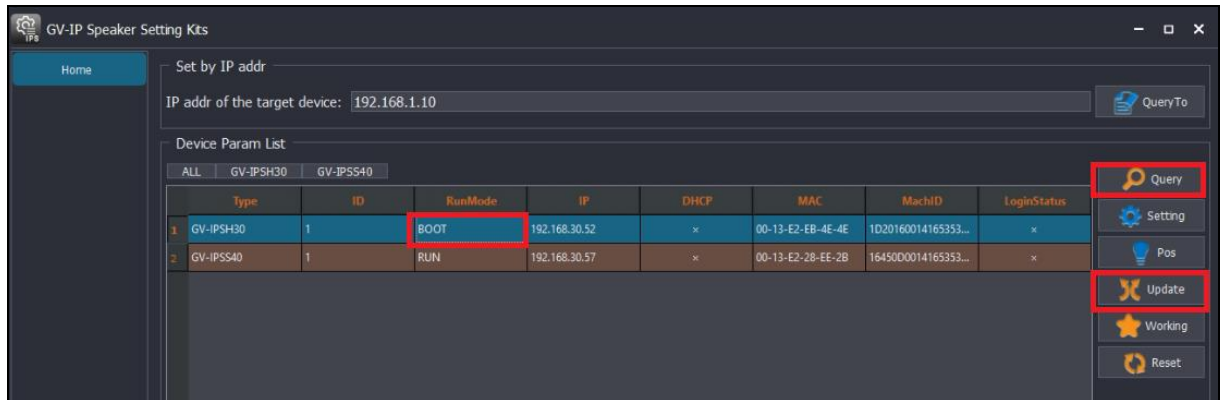 IPS GV-IP Speaker Setting Kits
Home
Set by IP addr
IP addr of the target device: 192.168.1.10 QueryTo
Device Param List
ALL GV-IPSH30 GV-IPSS40
Query
Type ID RunMode IP DHCP MAC MachID LoginStatus
1 GV-IPSH30 1 BOOT 192.168.30.52 × 00-13-E2-EB-4E-4E 1D20160014165353... ×
Setting
2 GV-IPSS40 1 RUN 192.168.30.57 × 00-13-E2-28-EE-2B 16450D0014165353... ×
Pos
Update
Working
Reset